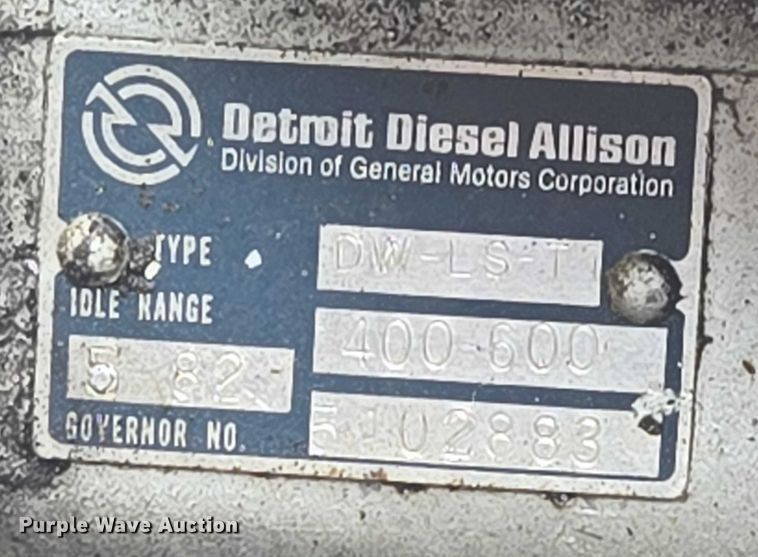 Detroit Diesel Allison
Division of General Motors Corporation
TYPE DW-LS-T1
IDLE RANGE 400-600
5 82
GOVERNOR NO. 5102883
Purple Wave Auction